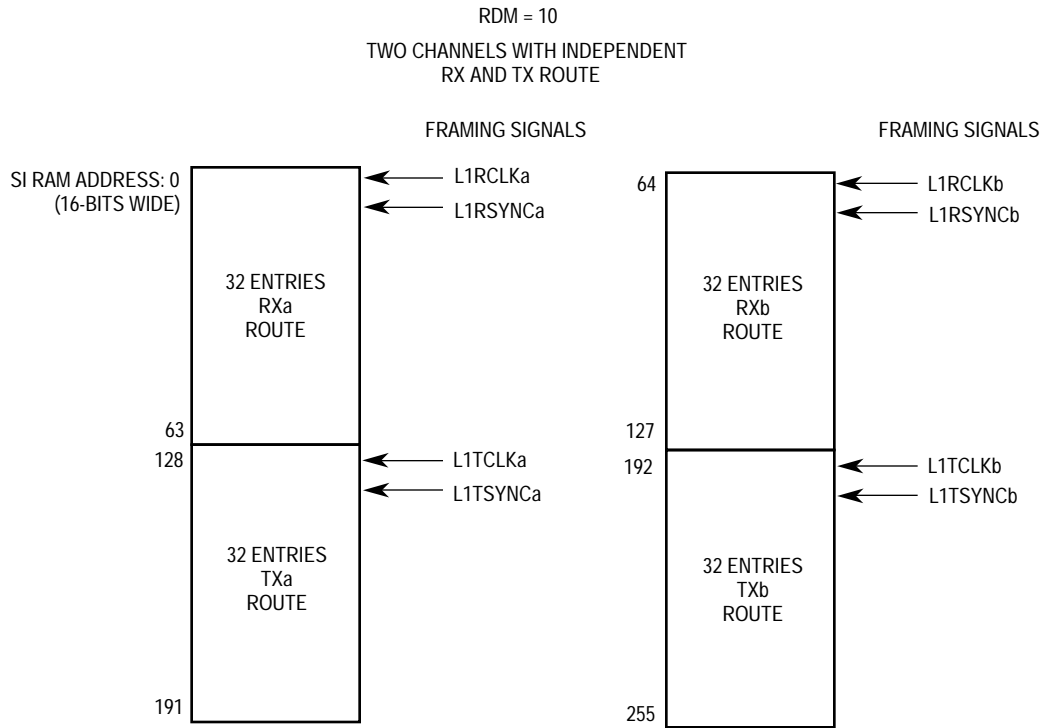 RDM = 10
TWO CHANNELS WITH INDEPENDENT
RX AND TX ROUTE
FRAMING SIGNALS
SI RAM ADDRESS: 0
(16-BITS WIDE)
L1RCLKa
L1RSYNCa
32 ENTRIES
RXa
ROUTE
63
128
L1TCLKa
L1TSYNCa
32 ENTRIES
TXa
ROUTE
191
FRAMING SIGNALS
64
L1RCLKb
L1RSYNCb
32 ENTRIES
RXb
ROUTE
127
192
L1TCLKb
L1TSYNCb
32 ENTRIES
TXb
ROUTE
255